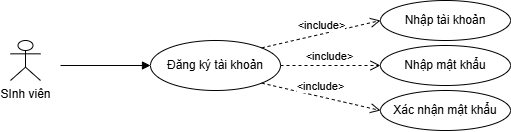 <include>
Nhập tài khoản
<include>
Đăng ký tài khoản
Nhập mật khẩu
<include>
SInh viên
Xác nhận mật khẩu